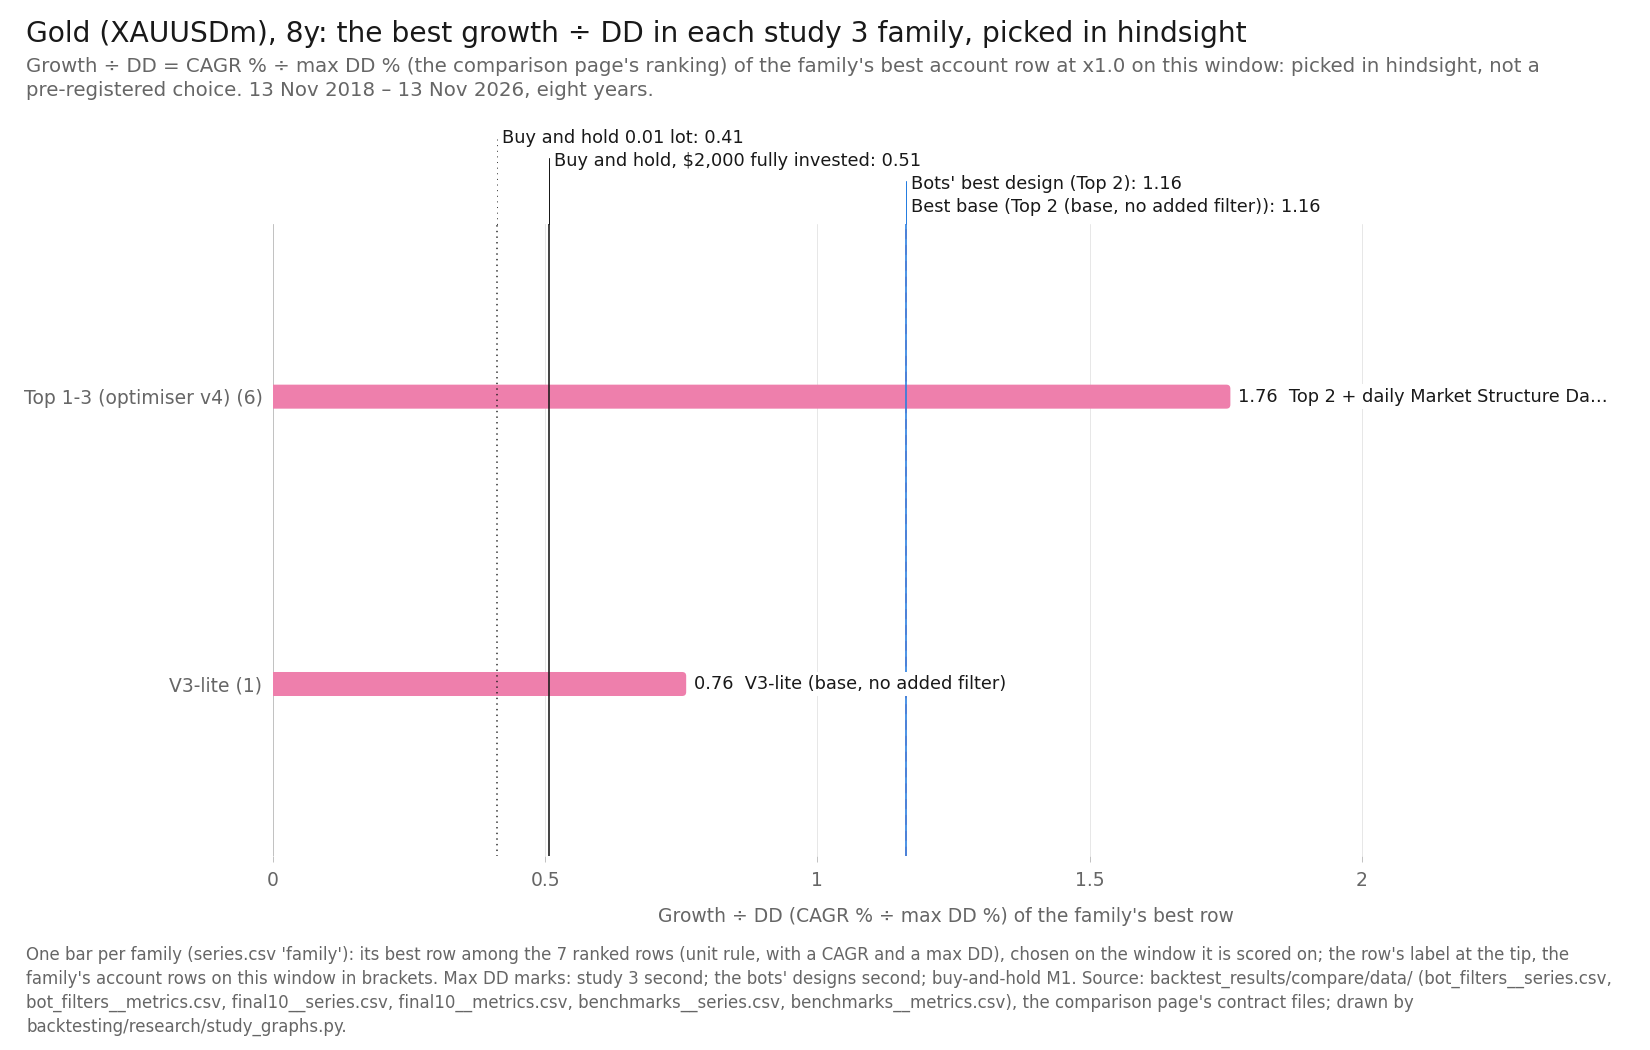 Gold (XAUUSDm), 8y: the best growth ÷ DD in each study 3 family, picked in hindsight
Growth ÷ DD = CAGR % ÷ max DD % (the comparison page's ranking) of the family's best account row at x1.0 on this window: picked in hindsight, not a
pre-registered choice. 13 Nov 2018 – 13 Nov 2026, eight years.
Buy and hold 0.01 lot: 0.41
Buy and hold, $2,000 fully invested: 0.51
Bots' best design (Top 2): 1.16
Best base (Top 2 (base, no added filter)): 1.16
Top 1-3 (optimiser v4) (6)
1.76 Top 2 + daily Market Structure Da…
V3-lite (1)
0.76 V3-lite (base, no added filter)
0
0.5
1
1.5
2
Growth ÷ DD (CAGR % ÷ max DD %) of the family's best row
One bar per family (series.csv 'family'): its best row among the 7 ranked rows (unit rule, with a CAGR and a max DD), chosen on the window it is scored on; the row's label at the tip, the
family's account rows on this window in brackets. Max DD marks: study 3 second; the bots' designs second; buy-and-hold M1. Source: backtest_results/compare/data/ (bot_filters__series.csv,
bot_filters__metrics.csv, final10__series.csv, final10__metrics.csv, benchmarks__series.csv, benchmarks__metrics.csv), the comparison page's contract files; drawn by
backtesting/research/study_graphs.py.